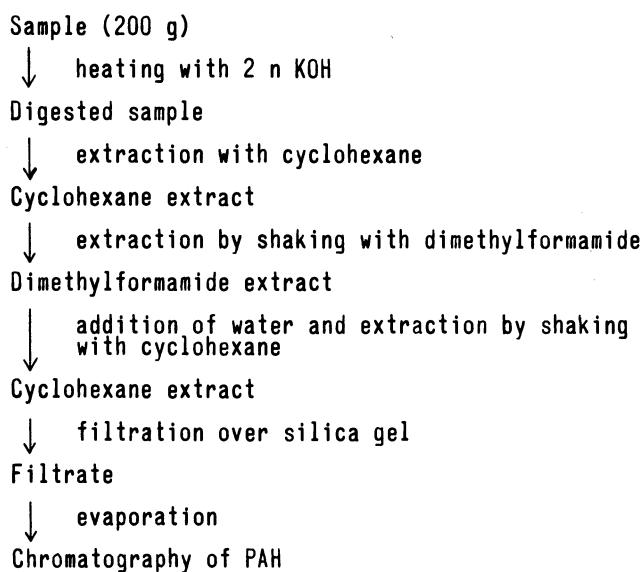 Sample (200 g)
heating with 2 n KOH
Digested sample
extraction with cyclohexane
Cyclohexane extract
extraction by shaking with dimethylformamide
Dimethylformamide extract
addition of water and extraction by shaking
with cyclohexane
Cyclohexane extract
filtration over silica gel
Filtrate
evaporation
Chromatography of PAH